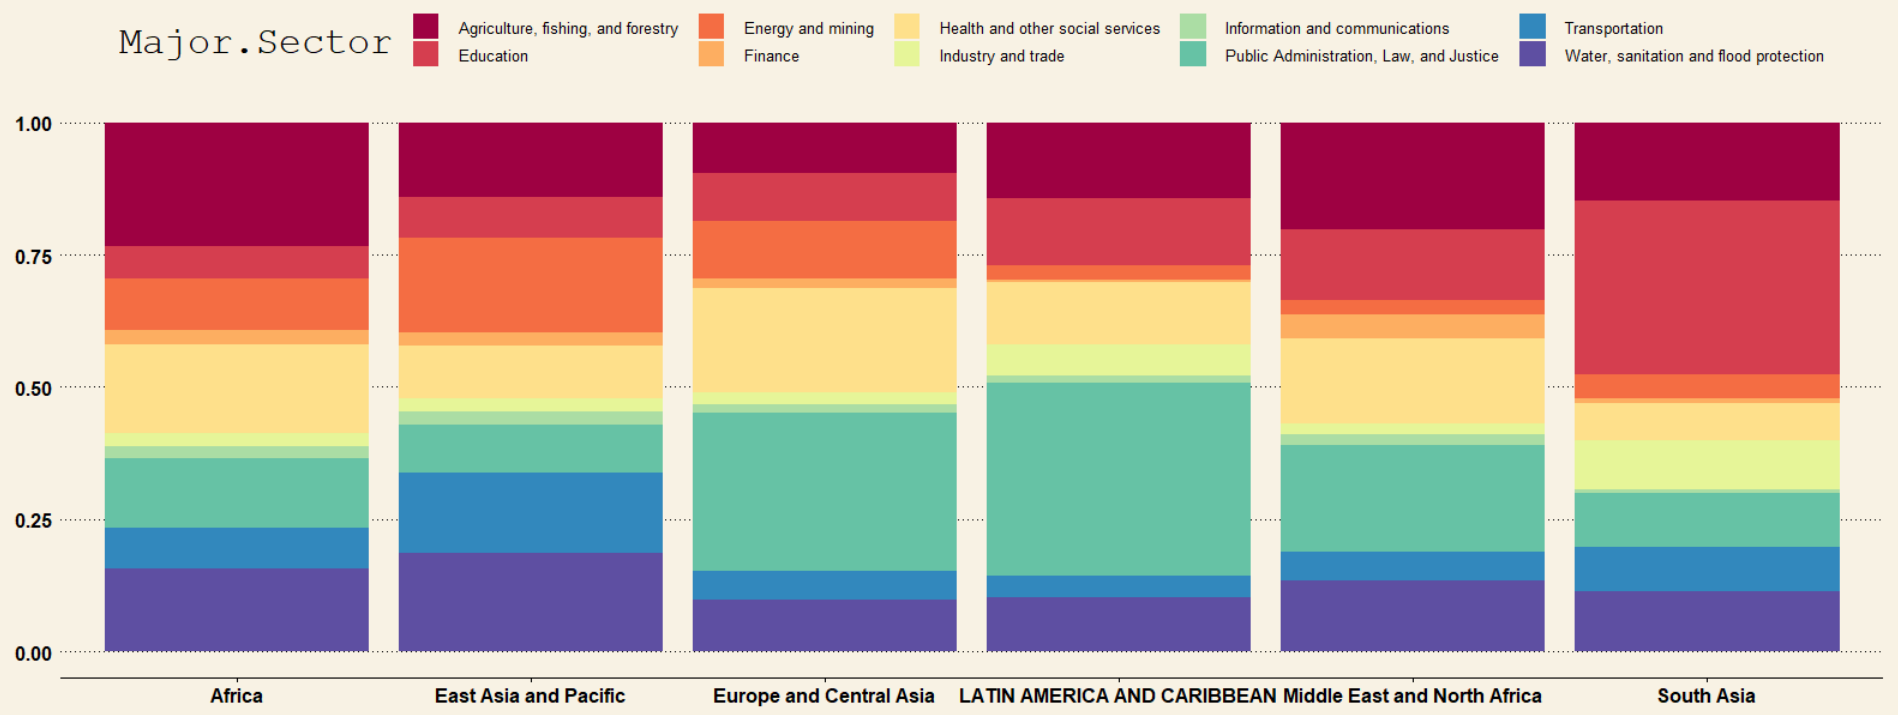 Major.Sector
Agriculture, fishing, and forestry
Education
Energy and mining
Finance
Health and other social services
Industry and trade
Information and communications
Public Administration, Law, and Justice
Transportation
Water, sanitation and flood protection
1.00
0.75
0.50
0.25
0.00
Africa
East Asia and Pacific
Europe and Central Asia
LATIN AMERICA AND CARIBBEAN
Middle East and North Africa
South Asia